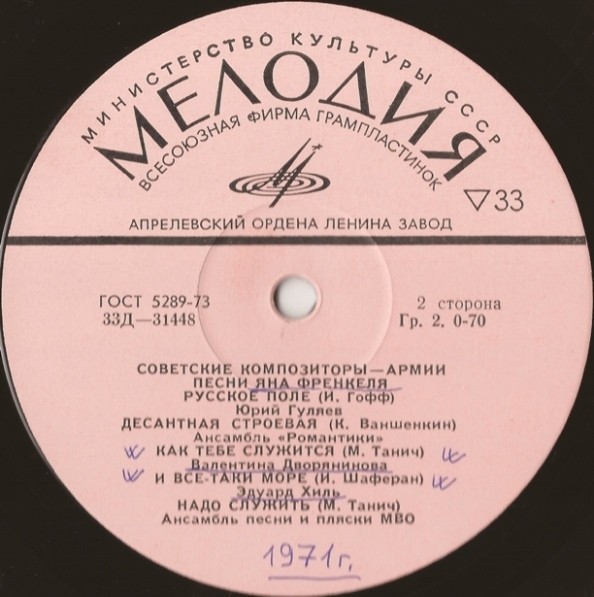 МИНИСТЕРСТВО КУЛЬТУРЫ СССР
МЕЛОДИЯ
ВСЕСОЮЗНАЯ ФИРМА ГРАМПЛАСТИНОК
▽33
АПРЕЛЕВСКИЙ ОРДЕНА ЛЕНИНА ЗАВОД
ГОСТ 5289-73
33Д—31448
2 сторона
Гр. 2. 0-70
СОВЕТСКИЕ КОМПОЗИТОРЫ—АРМИИ
ПЕСНИ ЯНА ФРЕНКЕЛЯ
РУССКОЕ ПОЛЕ (И. Гофф)
Юрий Гуляев
ДЕСАНТНАЯ СТРОЕВАЯ (К. Ваншенкин)
Ансамбль «Романтики»
КАК ТЕБЕ СЛУЖИТСЯ (М. Танич)
Валентина Дворянинова
И ВСЕ-ТАКИ МОРЕ (И. Шаферан)
Эдуард Хиль
НАДО СЛУЖИТЬ (М. Танич)
Ансамбль песни и пляски МВО
1971г.